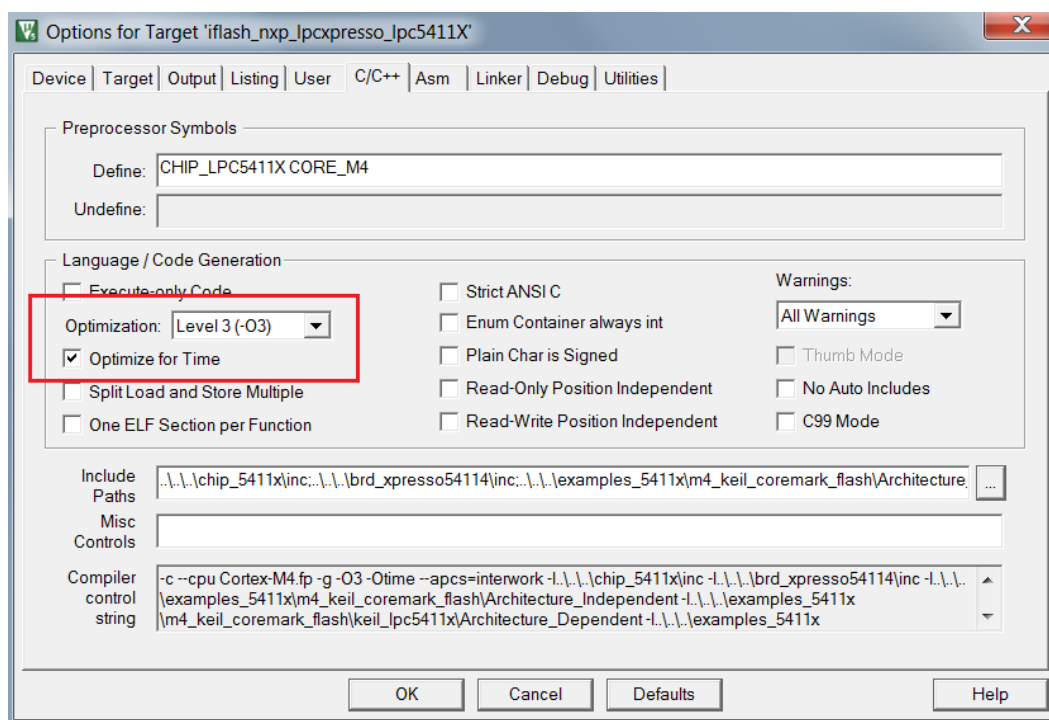 Options for Target 'iflash_nxp_lpcxpresso_lpc5411X'
Device Target Output Listing User C/C++ Asm Linker Debug Utilities
Preprocessor Symbols
Define: CHIP_LPC5411X CORE_M4
Undefine:
Language / Code Generation
Execute-only Code
Optimization: Level 3 (-O3)
Optimize for Time
Split Load and Store Multiple
One ELF Section per Function
Strict ANSI C
Enum Container always int
Plain Char is Signed
Read-Only Position Independent
Read-Write Position Independent
Warnings:
All Warnings
Thumb Mode
No Auto Includes
C99 Mode
Include Paths
..\..\..\chip_5411x\inc;..\..\..\brd_xpresso54114\inc;..\..\..\examples_5411x\m4_keil_coremark_flash\Architecture_
...
Misc Controls
Compiler control string
-c --cpu Cortex-M4.fp -g -O3 -Otime --apcs=interwork -I..\..\..\chip_5411x\inc -I..\..\..\brd_xpresso54114\inc -I..\..\..
\examples_5411x\m4_keil_coremark_flash\Architecture_Independent -I..\..\..\examples_5411x
\m4_keil_coremark_flash\keil_lpc5411x\Architecture_Dependent -I..\..\..\examples_5411x
OK Cancel Defaults Help